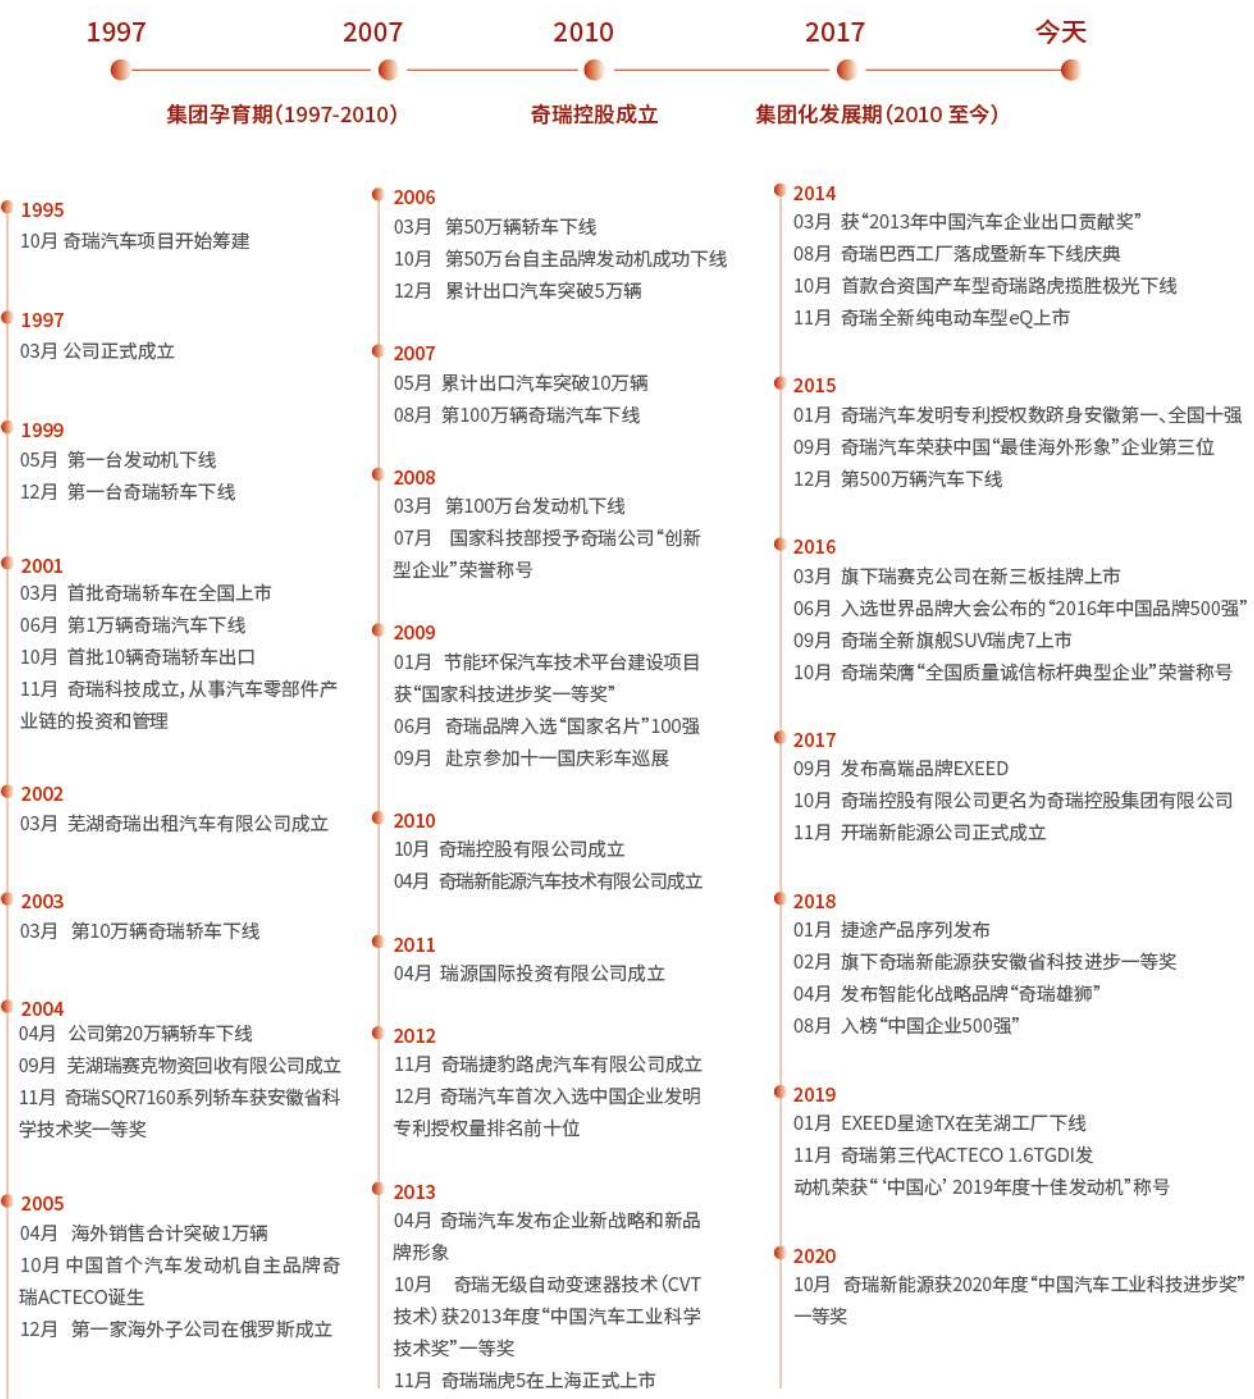 1997
2007
2010
2017
今天
集团孕育期(1997-2010)
奇瑞控股成立
集团化发展期(2010 至今)
1995
10月 奇瑞汽车项目开始筹建
1997
03月 公司正式成立
1999
05月 第一台发动机下线
12月 第一台奇瑞轿车下线
2001
03月 首批奇瑞轿车在全国上市
06月 第1万辆奇瑞汽车下线
10月 首批10辆奇瑞轿车出口
11月 奇瑞科技成立,从事汽车零部件产
业链的投资和管理
2002
03月 芜湖奇瑞出租汽车有限公司成立
2003
03月 第10万辆奇瑞轿车下线
2004
04月 公司第20万辆轿车下线
09月 芜湖瑞赛克物资回收有限公司成立
11月 奇瑞SQR7160系列轿车获安徽省科
学技术奖一等奖
2005
04月 海外销售合计突破1万辆
10月 中国首个汽车发动机自主品牌奇
瑞ACTECO诞生
12月 第一家海外子公司在俄罗斯成立
2006
03月 第50万辆轿车下线
10月 第50万台自主品牌发动机成功下线
12月 累计出口汽车突破5万辆
2007
05月 累计出口汽车突破10万辆
08月 第100万辆奇瑞汽车下线
2008
03月 第100万台发动机下线
07月 国家科技部授予奇瑞公司“创新
型企业”荣誉称号
2009
01月 节能环保汽车技术平台建设项目
获“国家科技进步奖一等奖”
06月 奇瑞品牌入选“国家名片”100强
09月 赴京参加十一国庆彩车巡展
2010
10月 奇瑞控股有限公司成立
04月 奇瑞新能源汽车技术有限公司成立
2011
04月 瑞源国际投资有限公司成立
2012
11月 奇瑞捷豹路虎汽车有限公司成立
12月 奇瑞汽车首次入选中国企业发明
专利授权量排名前十位
2013
04月 奇瑞汽车发布企业新战略和新品
牌形象
10月 奇瑞无级自动变速器技术(CVT
技术)获2013年度“中国汽车工业科学
技术奖”一等奖
11月 奇瑞瑞虎5在上海正式上市
2014
03月 获“2013年中国汽车企业出口贡献奖”
08月 奇瑞巴西工厂落成暨新车下线庆典
10月 首款合资国产车型奇瑞路虎揽胜极光下线
11月 奇瑞全新纯电动车型eQ上市
2015
01月 奇瑞汽车发明专利授权数跻身安徽第一、全国十强
09月 奇瑞汽车荣获中国“最佳海外形象”企业第三位
12月 第500万辆汽车下线
2016
03月 旗下瑞赛克公司在新三板挂牌上市
06月 入选世界品牌大会公布的“2016年中国品牌500强”
09月 奇瑞全新旗舰SUV瑞虎7上市
10月 奇瑞荣膺“全国质量诚信标杆典型企业”荣誉称号
2017
09月 发布高端品牌EXEED
10月 奇瑞控股有限公司更名为奇瑞控股集团有限公司
11月 开瑞新能源公司正式成立
2018
01月 捷途产品序列发布
02月 旗下奇瑞新能源获安徽省科技进步一等奖
04月 发布智能化战略品牌“奇瑞雄狮”
08月 入榜“中国企业500强”
2019
01月 EXEED星途TX在芜湖工厂下线
11月 奇瑞第三代ACTECO 1.6TGDI发
动机荣获“‘中国心’2019年度十佳发动机”称号
2020
10月 奇瑞新能源获2020年度“中国汽车工业科技进步奖”
一等奖